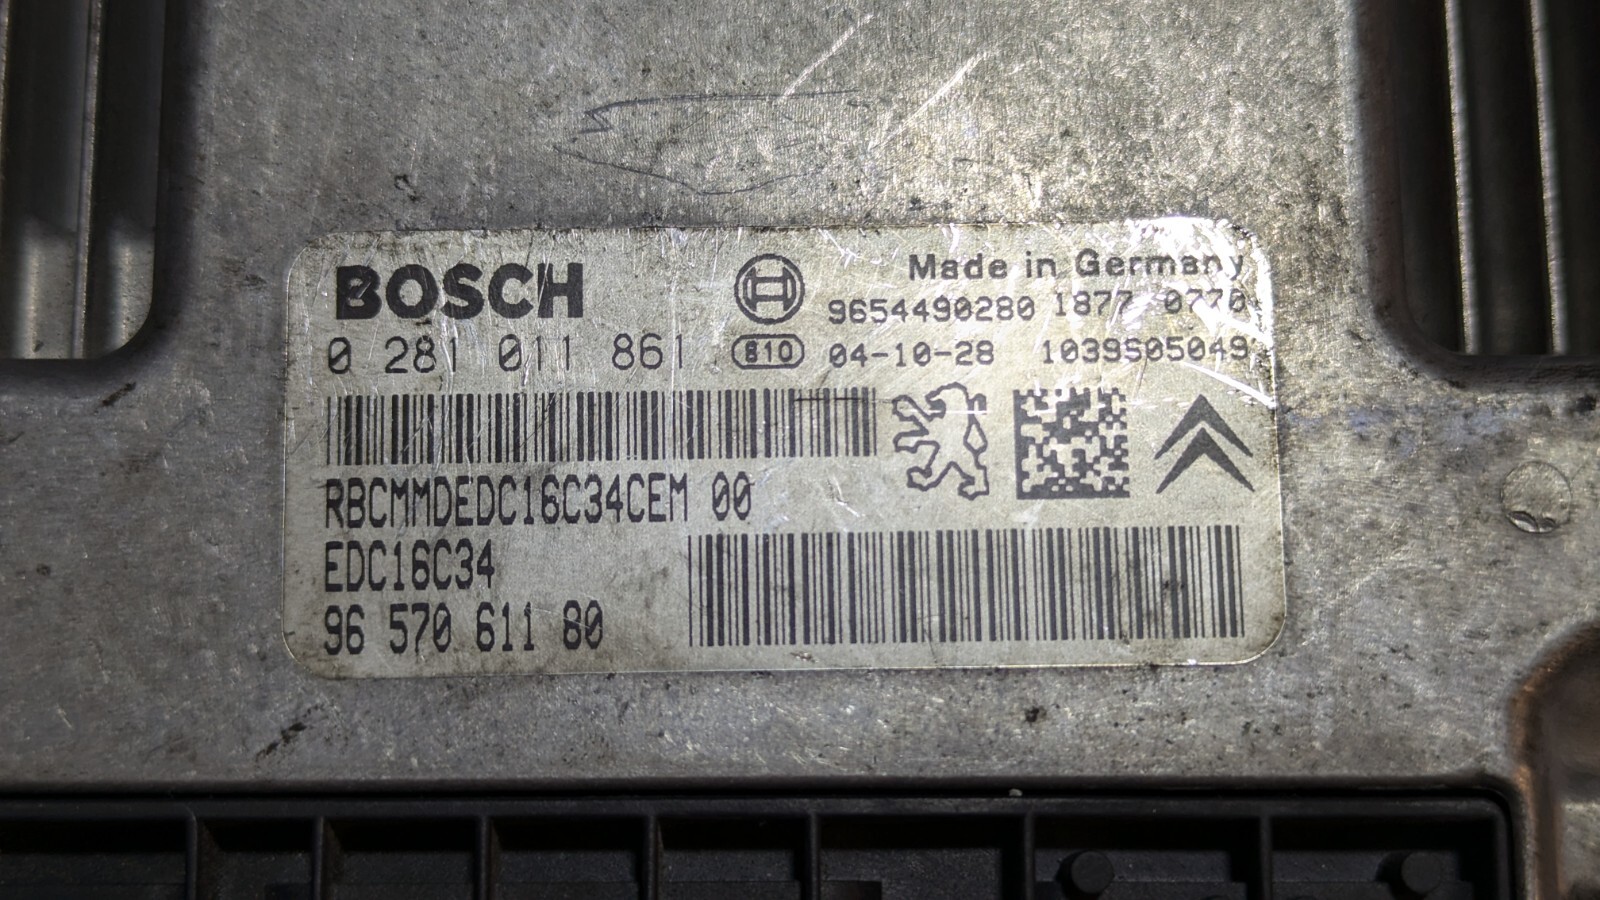 BOSCH
Made in Germany
9654490280 1877 0770
0 281 011 861 810 04-10-28 1039S05049
RBCMMDEDC16C34CEM 00
EDC16C34
96 570 611 80